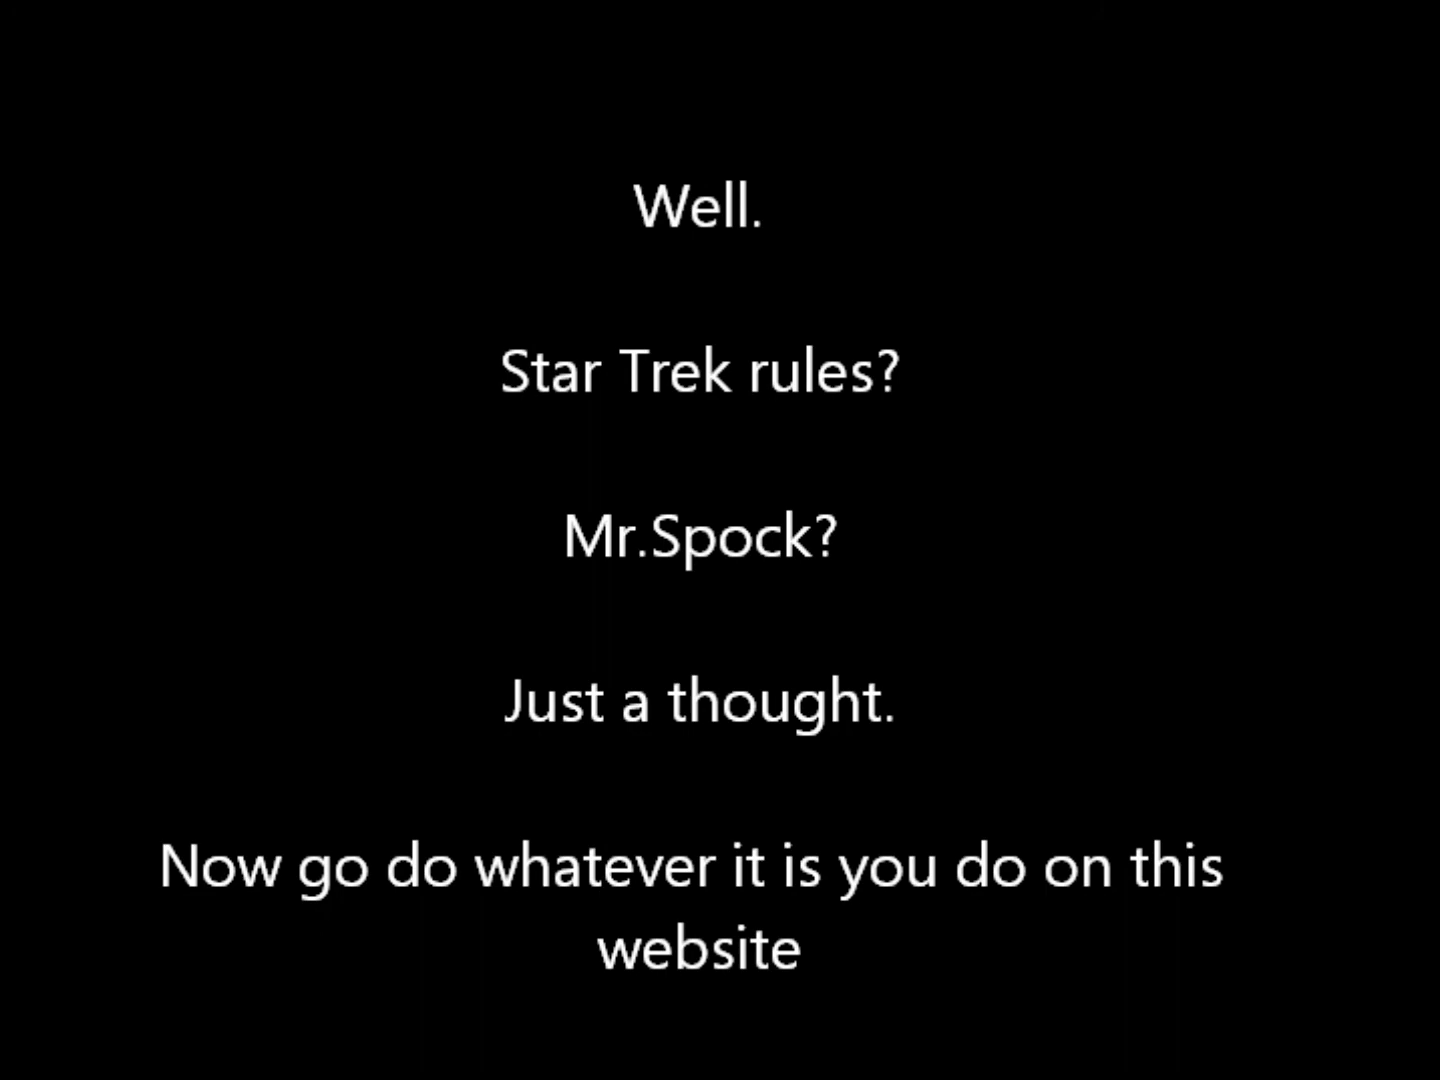 Well.
Star Trek rules?
Mr.Spock?
Just a thought.
Now go do whatever it is you do on this
website